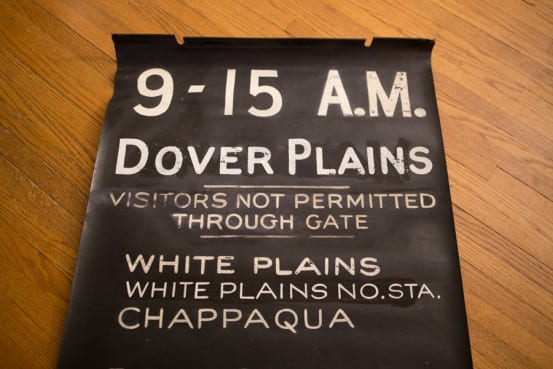 9-15 A.M.
DOVER PLAINS
VISITORS NOT PERMITTED
THROUGH GATE
WHITE PLAINS
WHITE PLAINS NO. STA.
CHAPPAQUA